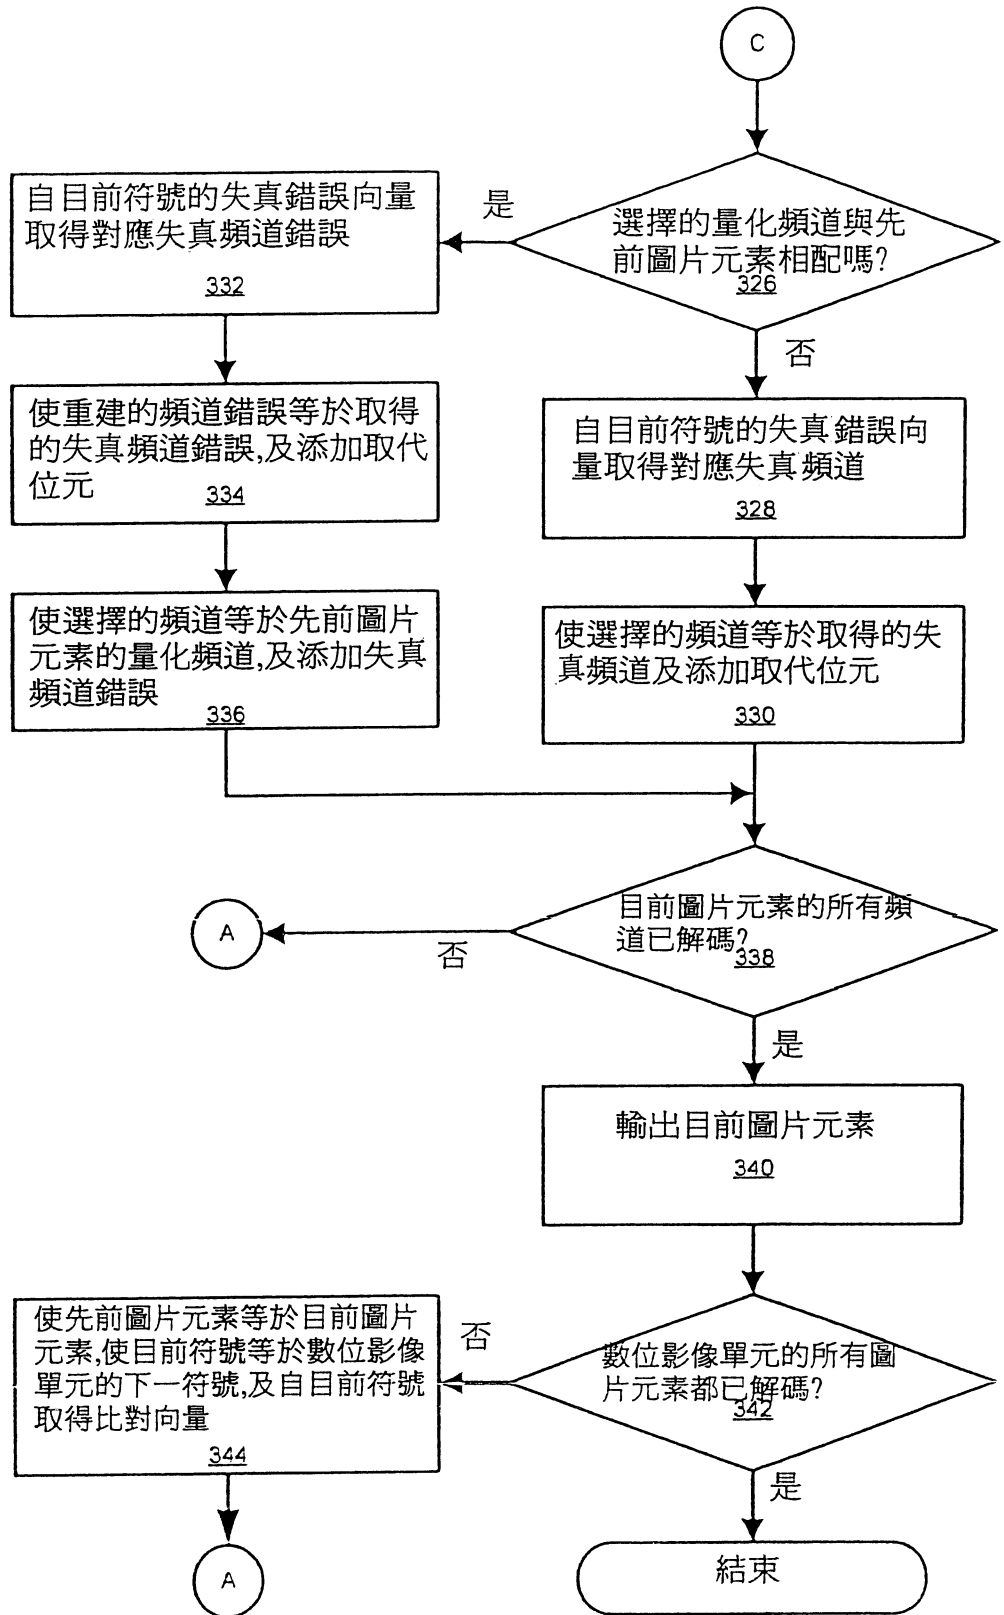 C
選擇的量化頻道與先
前圖片元素相配嗎?
326
是
否
自目前符號的失真錯誤向量
取得對應失真頻道錯誤
332
使重建的頻道錯誤等於取得
的失真頻道錯誤,及添加取代
位元
334
使選擇的頻道等於先前圖片
元素的量化頻道,及添加失真
頻道錯誤
336
自目前符號的失真錯誤向
量取得對應失真頻道
328
使選擇的頻道等於取得的失
真頻道及添加取代位元
330
目前圖片元素的所有頻
道已解碼?
338
否
A
是
輸出目前圖片元素
340
數位影像單元的所有圖
片元素都已解碼?
342
否
使先前圖片元素等於目前圖片
元素,使目前符號等於數位影像
單元的下一符號,及自目前符號
取得比對向量
344
A
是
結束